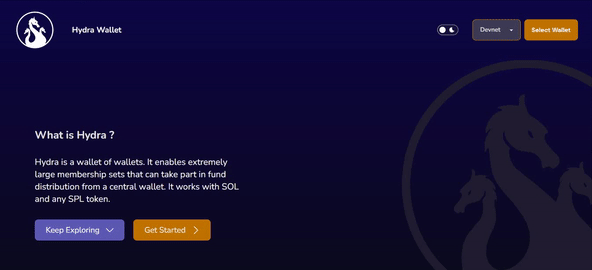 Hydra Wallet
Devnet
Select Wallet
What is Hydra ?
Hydra is a wallet of wallets. It enables extremely
large membership sets that can take part in fund
distribution from a central wallet. It works with SOL
and any SPL token.
Keep Exploring
Get Started